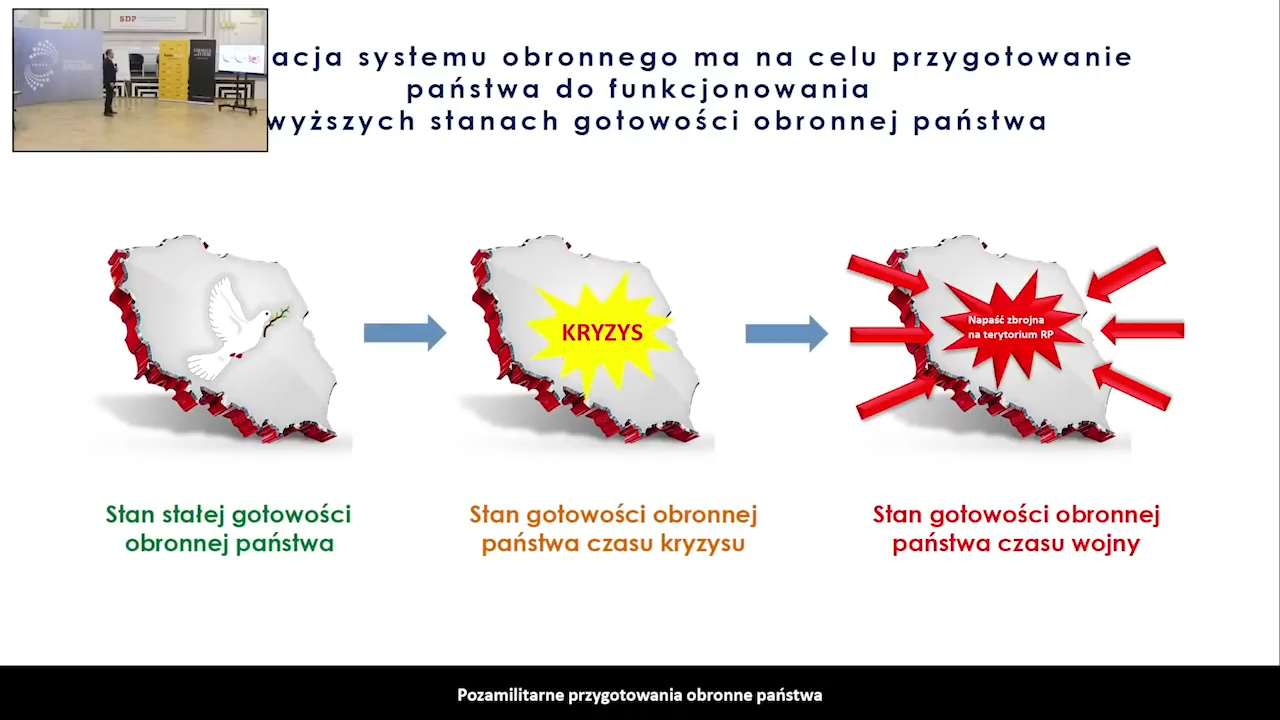 SDP
acja systemu obronnego ma na celu przygotowanie
państwa do funkcjonowania
wyższych stanach gotowości obronnej państwa
KRYZYS
Napaść zbrojna
na terytorium RP
Stan stałej gotowości
obronnej państwa
Stan gotowości obronnej
państwa czasu kryzysu
Stan gotowości obronnej
państwa czasu wojny
Pozamilitarne przygotowania obronne państwa